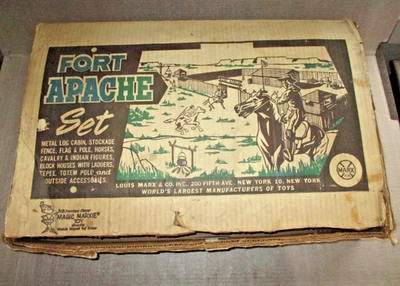 FORT
APACHE
Set
METAL LOG CABIN, STOCKADE
FENCE, FLAG & POLE, HORSES,
CAVALRY & INDIAN FIGURES,
BLOCK HOUSES WITH LADDERS,
TEPEE, TOTEM POLE and
OUTSIDE ACCESSORIES.
LOUIS MARX & CO. INC., 200 FIFTH AVE. NEW YORK 10, NEW YORK
WORLD'S LARGEST MANUFACTURERS OF TOYS
MARX
MAGIC MARXIE
TOY